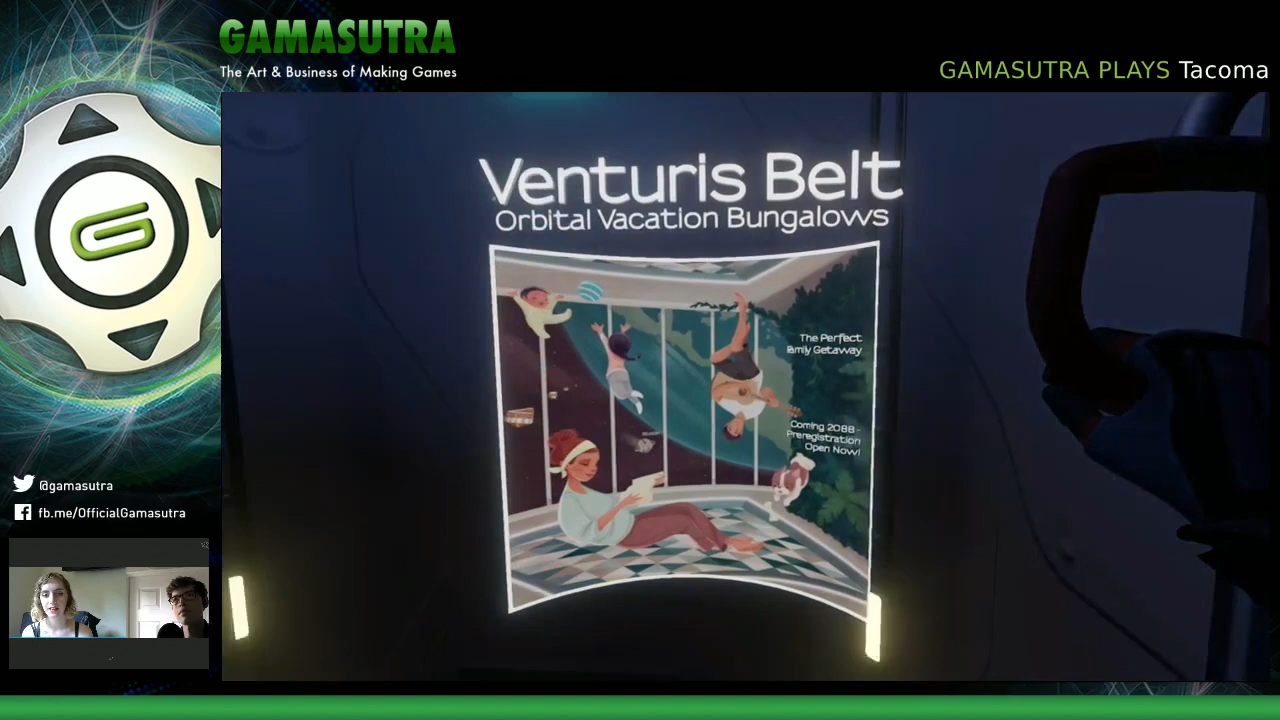 GAMASUTRA
The Art & Business of Making Games
GAMASUTRA PLAYS Tacoma
Venturis Belt
Orbital Vacation Bungalows
The Perfect
Family Getaway
Coming 2088 -
Preregistration
Open Now!
@gamasutra
fb.me/OfficialGamasutra